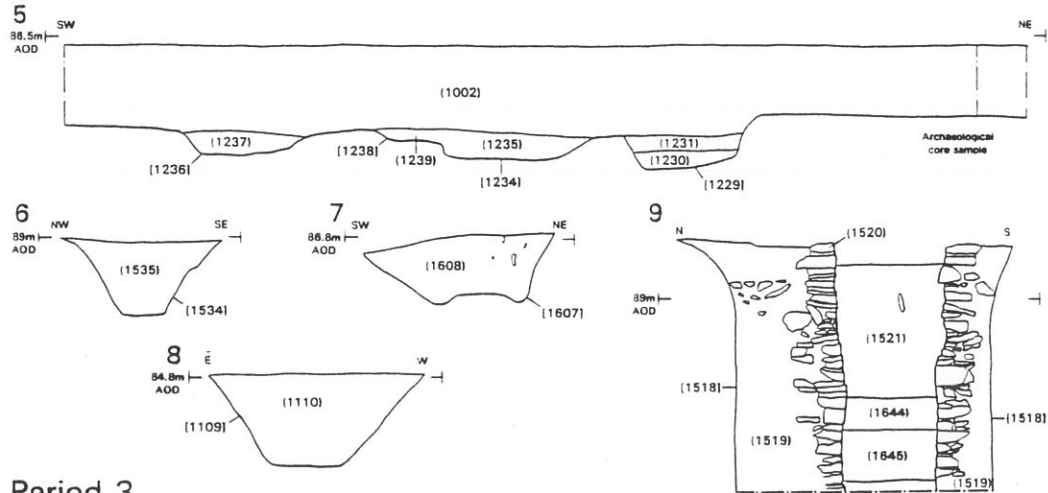 5
SW
NE
86.5m
AOD
(1002)
(1237)
[1236]
[1238]
(1239)
(1235)
[1234]
(1231)
(1230)
[1229]
Archaeological
core sample
6
NW
SE
89m
AOD
(1535)
[1534]
7
SW
NE
86.8m
AOD
(1608)
[1607]
8
E
W
84.8m
AOD
(1110)
[1109]
9
N
S
(1520)
89m
AOD
(1521)
[1518]
[1518]
(1644)
(1519)
(1645)
(1519)
Period 3